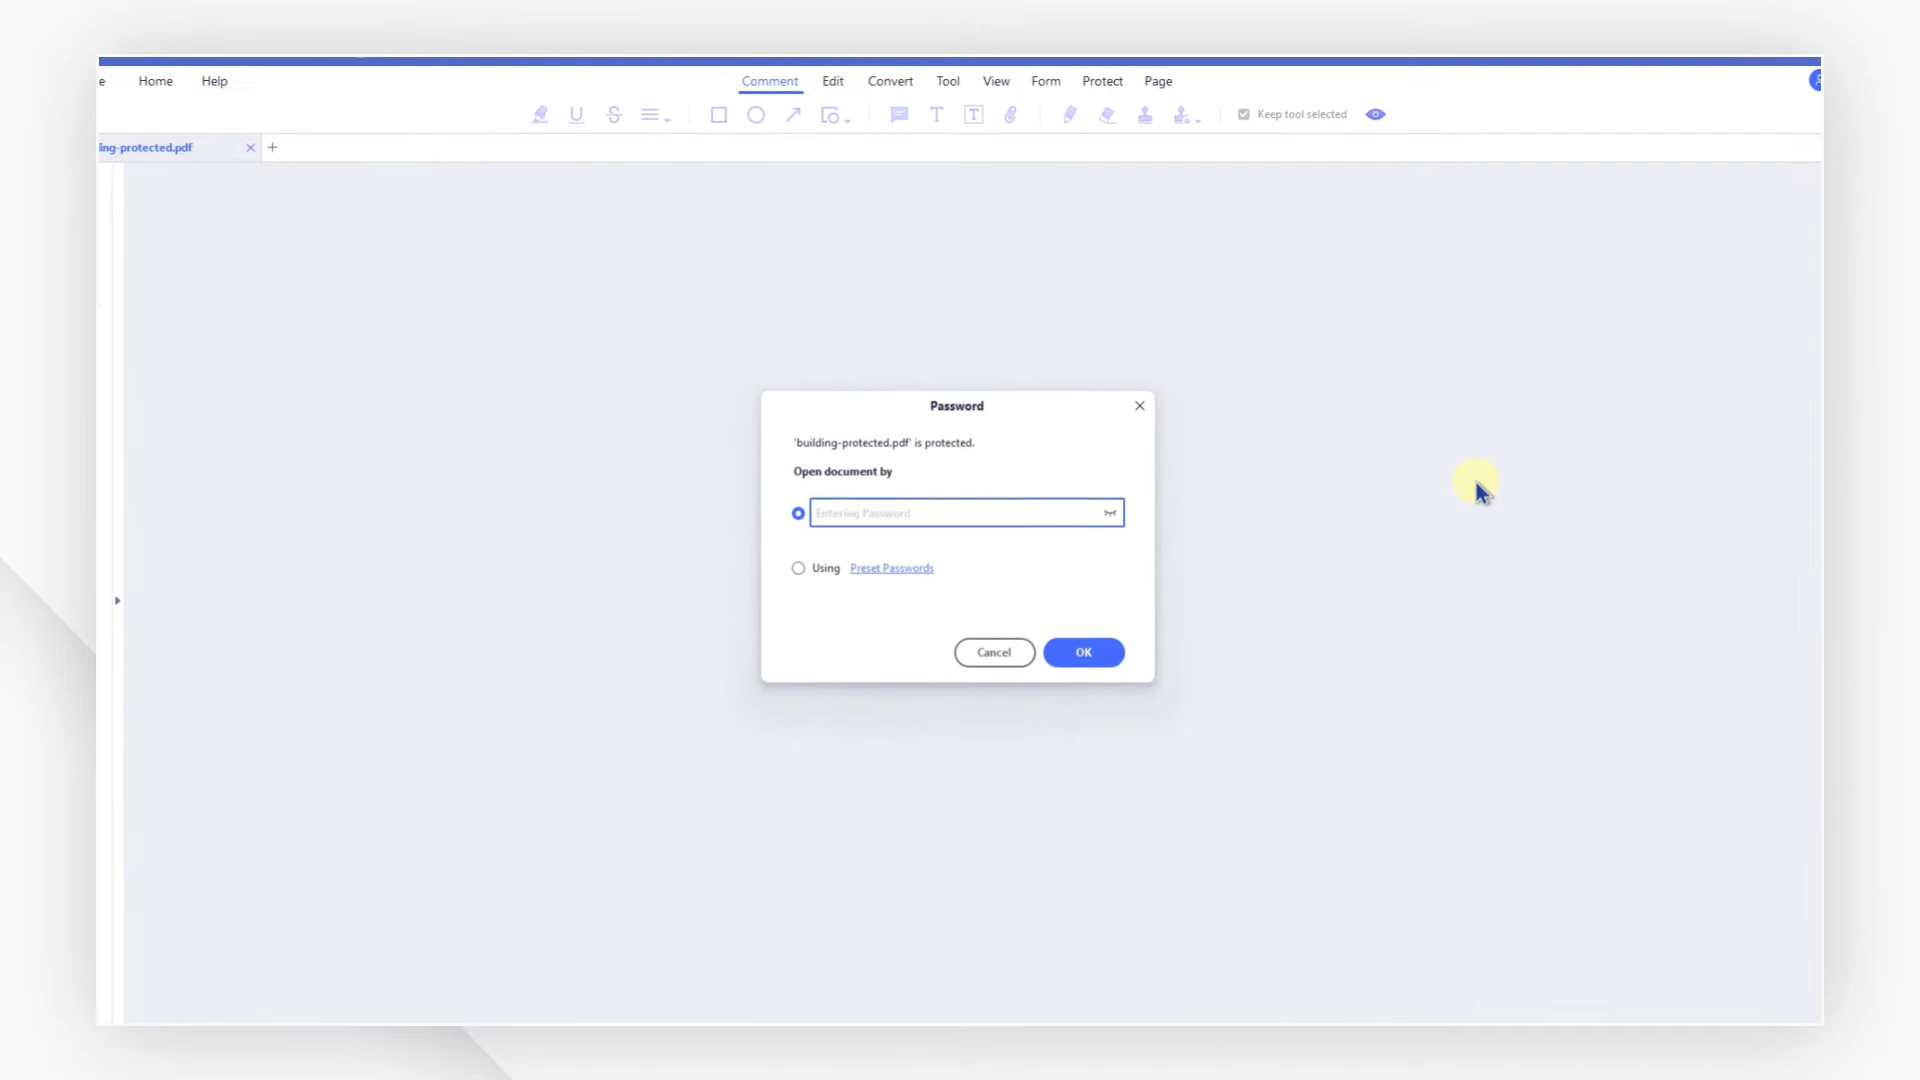 e Home Help Comment Edit Convert Tool View Form Protect Page
Keep tool selected
ing-protected.pdf
Password
'building-protected.pdf' is protected.
Open document by
Entering Password
Using Preset Passwords
Cancel OK